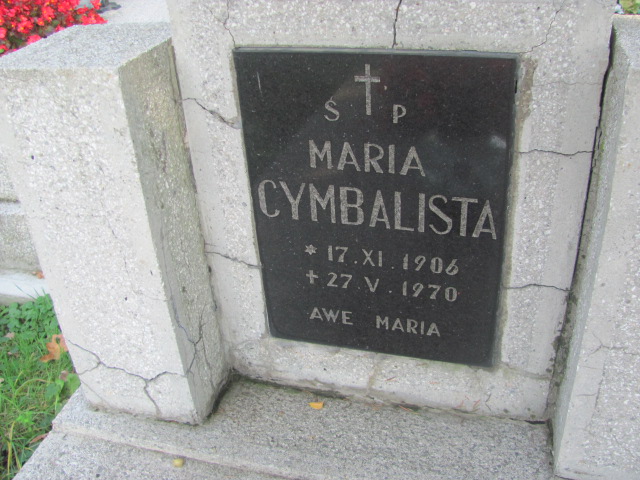 Ś P
MARIA
CYMBALISTA
* 17.XI.1906
+ 27.V.1970
AWE MARIA